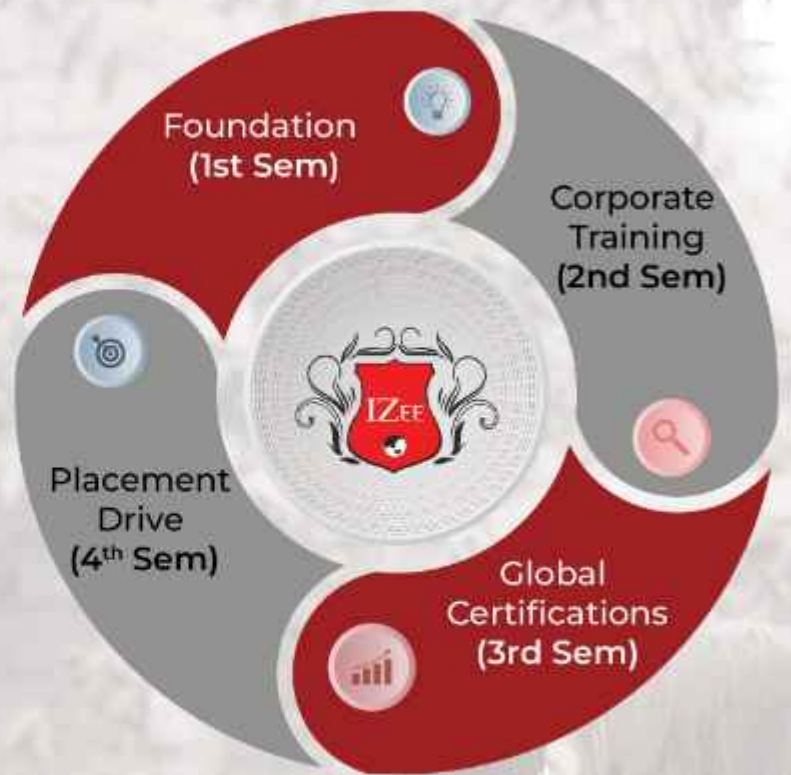 Foundation
(1st Sem)
Corporate
Training
(2nd Sem)
Global
Certifications
(3rd Sem)
Placement
Drive
(4th Sem)
IZEE